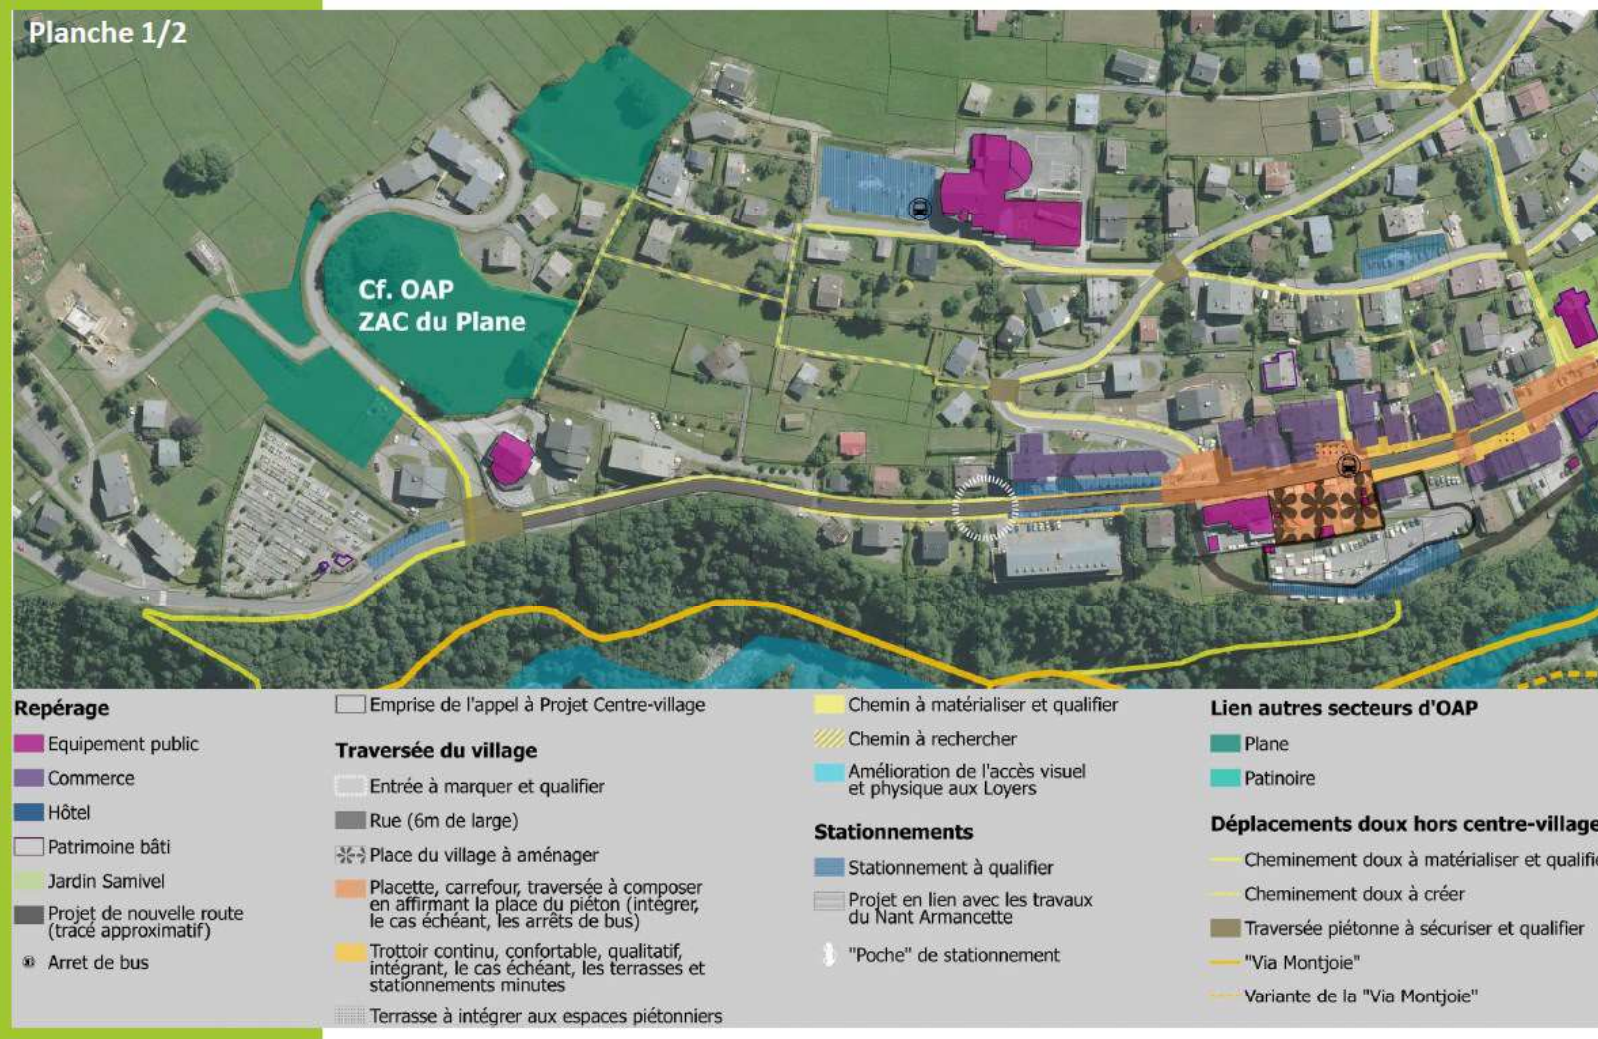 Planche 1/2
Cf. OAP
ZAC du Plane
Repérage
Equipement public
Commerce
Hôtel
Patrimoine bâti
Jardin Samivel
Projet de nouvelle route
(tracé approximatif)
Arret de bus
Emprise de l'appel à Projet Centre-village
Traversée du village
Entrée à marquer et qualifier
Rue (6m de large)
Place du village à aménager
Placette, carrefour, traversée à composer
en affirmant la place du piéton (intégrer,
le cas échéant, les arrêts de bus)
Trottoir continu, confortable, qualitatif,
intégrant, le cas échéant, les terrasses et
stationnements minutes
Terrasse à intégrer aux espaces piétonniers
Chemin à matérialiser et qualifier
Chemin à rechercher
Amélioration de l'accès visuel
et physique aux Loyers
Stationnements
Stationnement à qualifier
Projet en lien avec les travaux
du Nant Armancette
"Poche" de stationnement
Lien autres secteurs d'OAP
Plane
Patinoire
Déplacements doux hors centre-village
Cheminement doux à matérialiser et qualifie
Cheminement doux à créer
Traversée piétonne à sécuriser et qualifier
"Via Montjoie"
Variante de la "Via Montjoie"